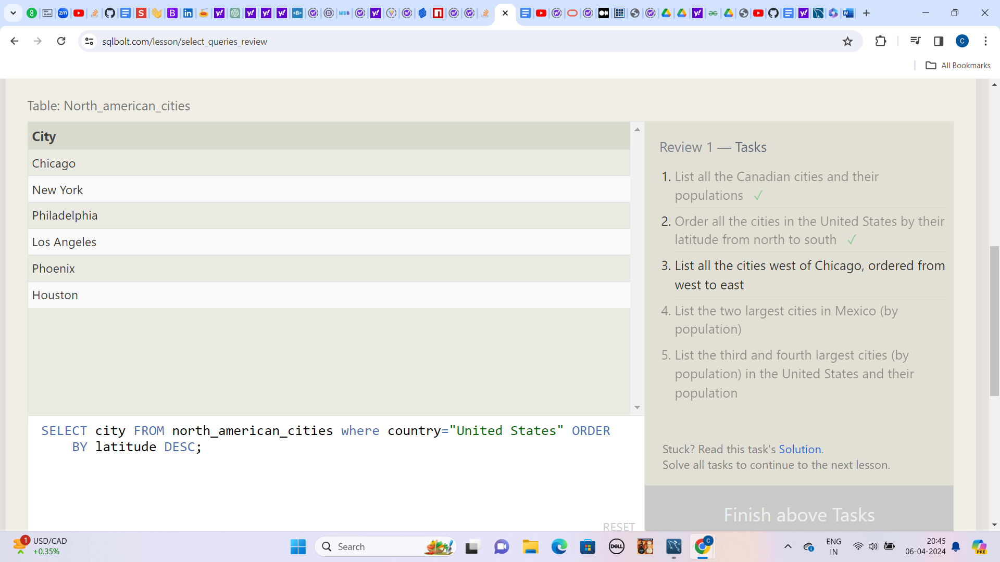 sqlbolt.com/lesson/select_queries_review
C
All Bookmarks
Table: North_american_cities
City
Chicago
New York
Philadelphia
Los Angeles
Phoenix
Houston
Review 1 — Tasks
1. List all the Canadian cities and their
populations ✓
2. Order all the cities in the United States by their
latitude from north to south ✓
3. List all the cities west of Chicago, ordered from
west to east
4. List the two largest cities in Mexico (by
population)
5. List the third and fourth largest cities (by
population) in the United States and their
population
SELECT city FROM north_american_cities where country="United States" ORDER
BY latitude DESC;
RESET
Stuck? Read this task's Solution.
Solve all tasks to continue to the next lesson.
Finish above Tasks
1
USD/CAD
+0.35%
Search
DELL
C
ENG
IN
20:45
06-04-2024
PRE